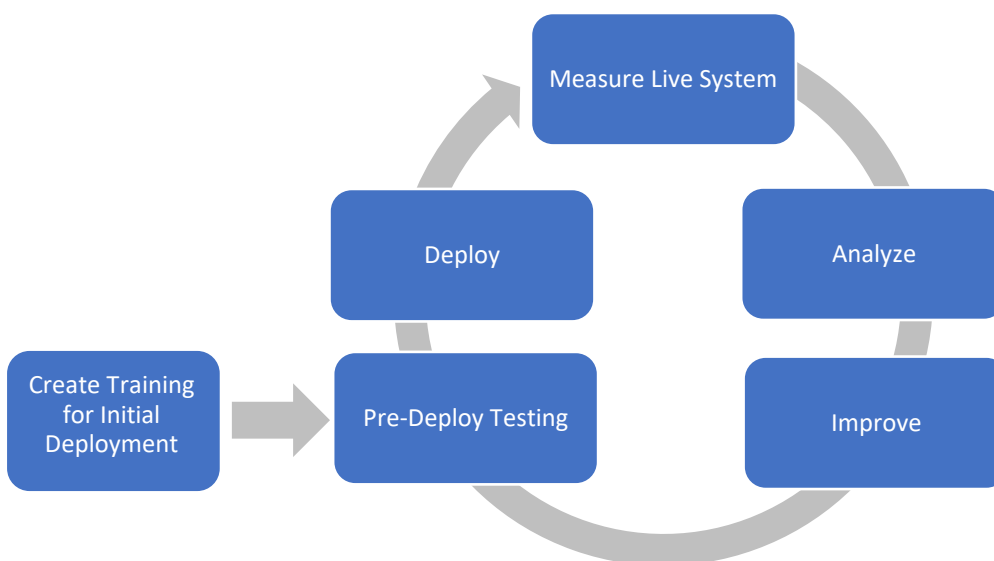 Measure Live System
Deploy
Analyze
Create Training
for Initial
Deployment
Pre-Deploy Testing
Improve